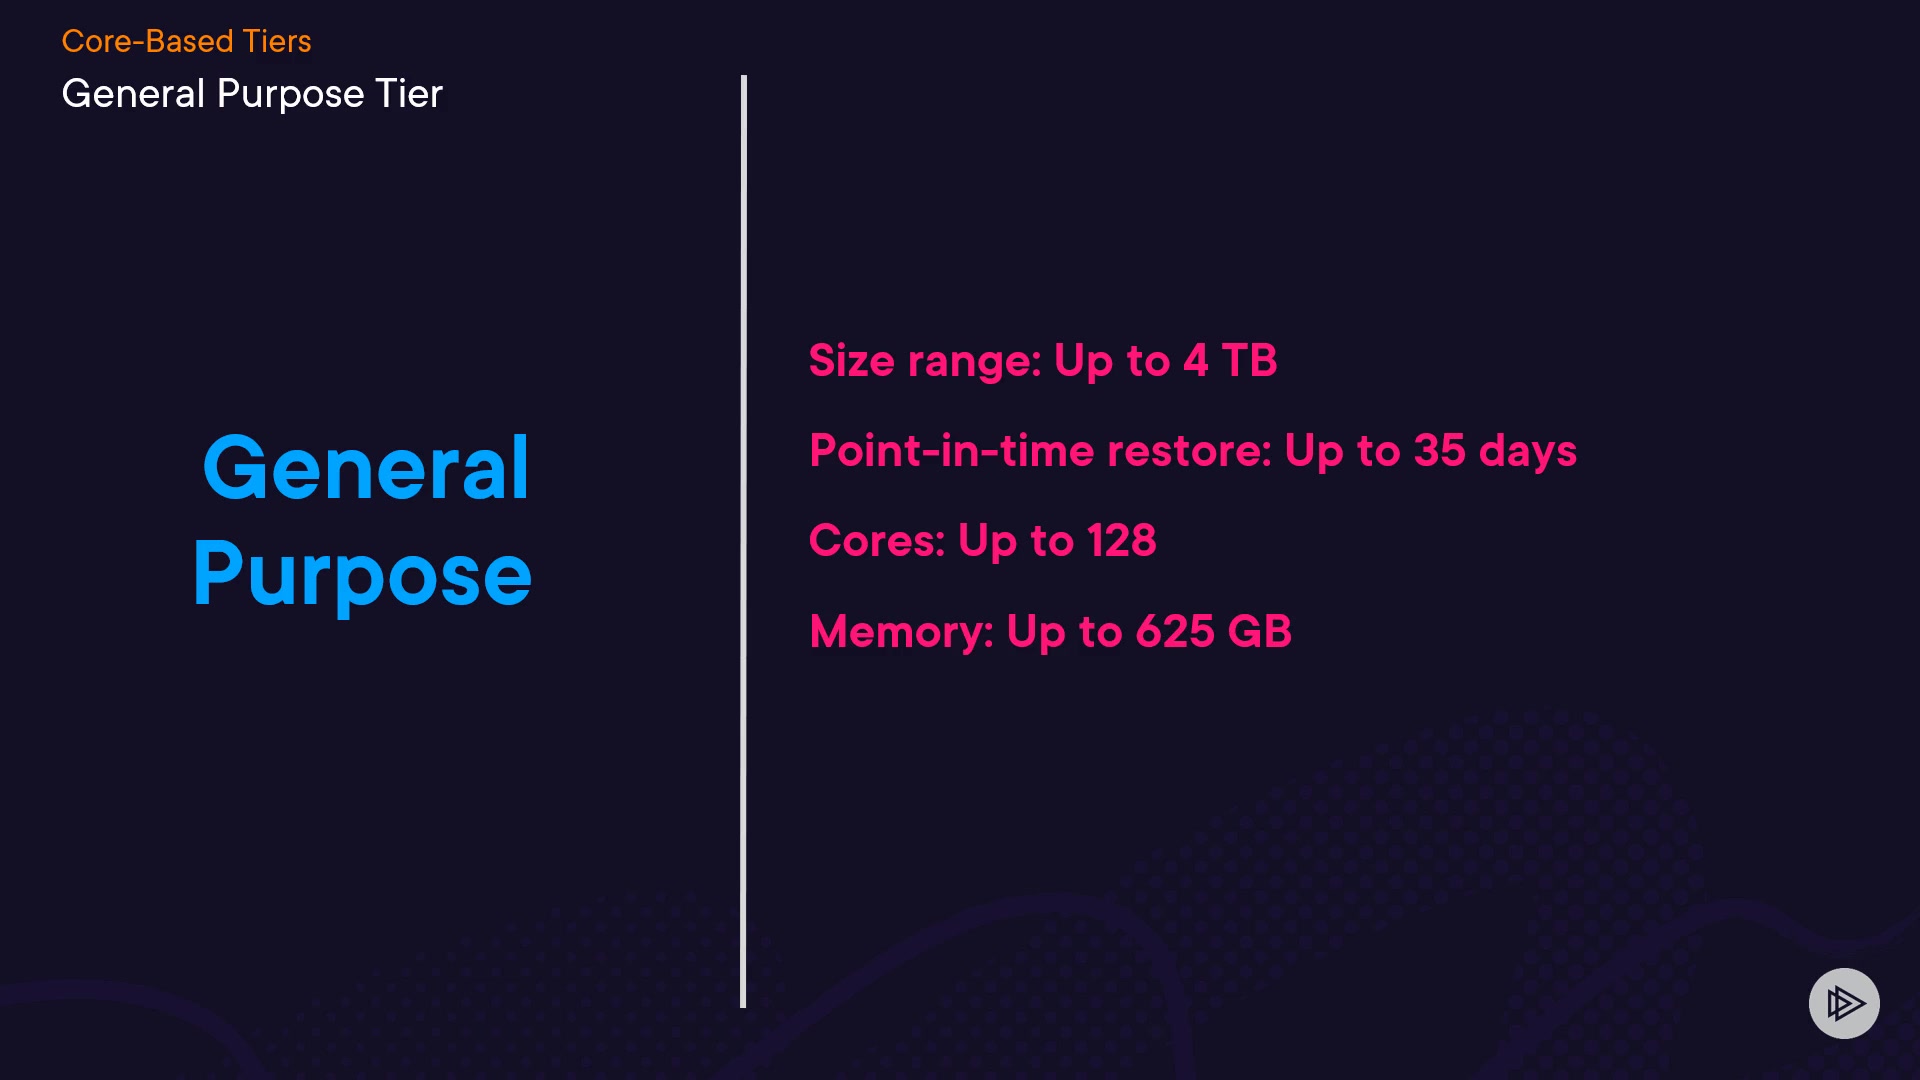 Core-Based Tiers
General Purpose Tier
General
Purpose
Size range: Up to 4 TB
Point-in-time restore: Up to 35 days
Cores: Up to 128
Memory: Up to 625 GB